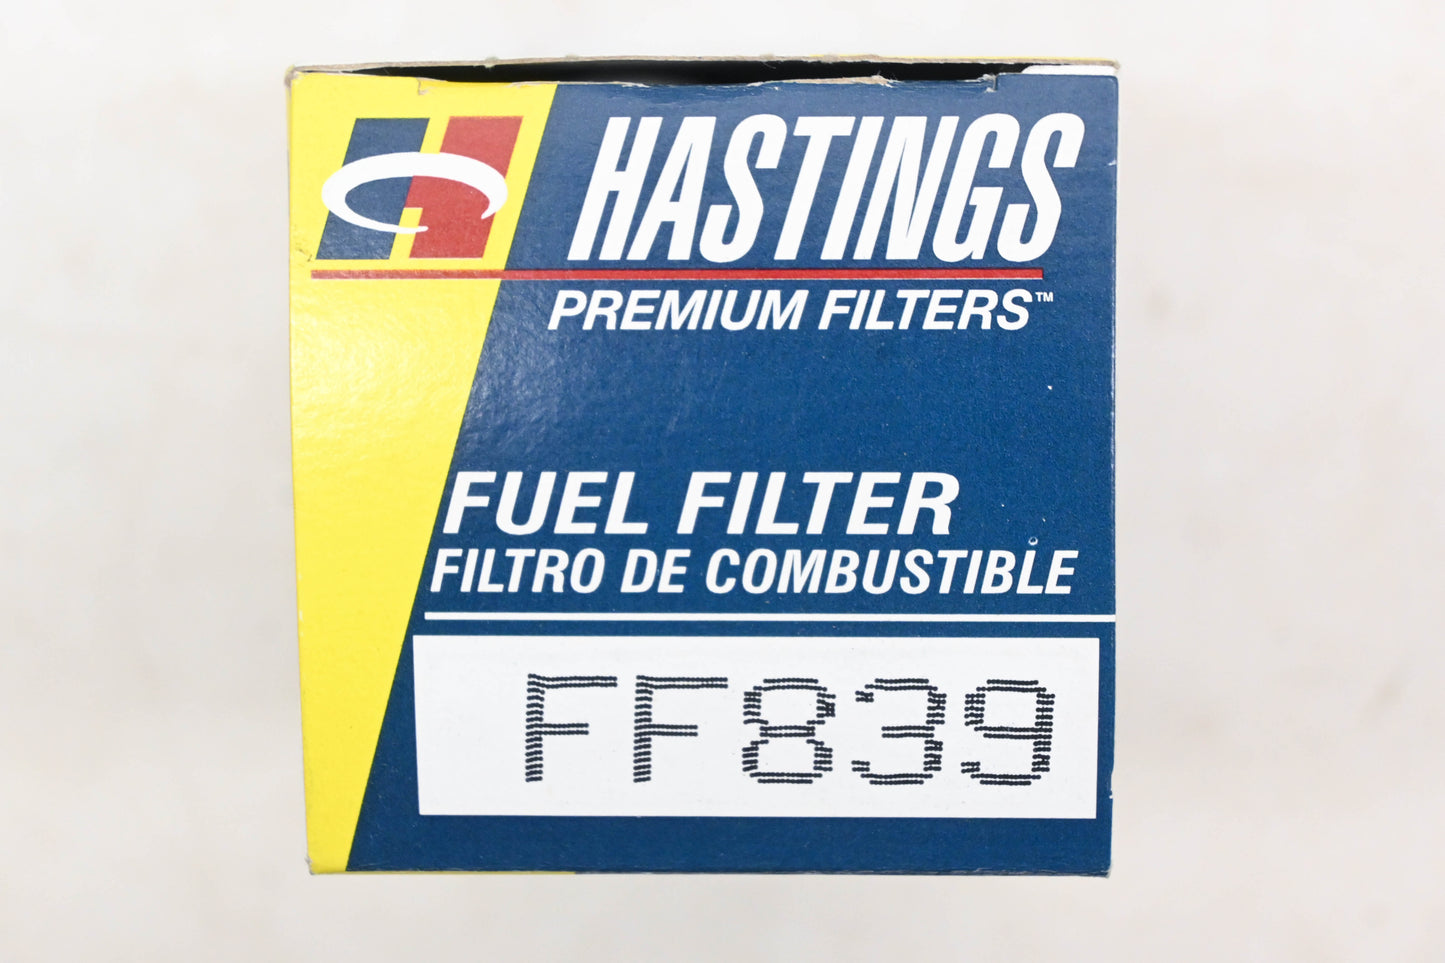 HASTINGS
PREMIUM FILTERS™
FUEL FILTER
FILTRO DE COMBUSTIBLE
FF839